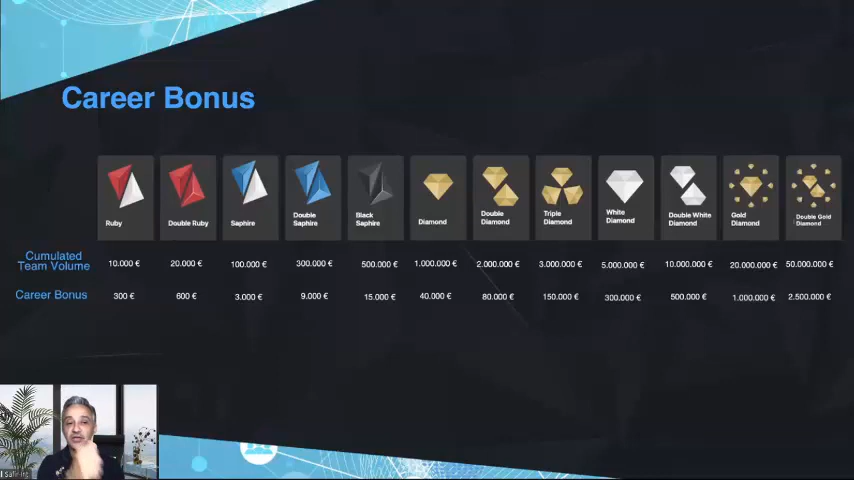 Career Bonus
Ruby
Double Ruby
Saphire
Double
Saphire
Black
Saphire
Diamond
Double
Diamond
Triple
Diamond
White
Diamond
Double White
Diamond
Gold
Diamond
Double Gold
Diamond
Cumulated
Team Volume
10.000 € 20.000 € 100.000 € 300.000 € 500.000 € 1.000.000 € 2.000.000 € 3.000.000 € 5.000.000 € 10.000.000 € 20.000.000 € 50.000.000 €
Career Bonus 300 € 600 € 3.000 € 9.000 € 15.000 € 40.000 € 80.000 € 150.000 € 300.000 € 500.000 € 1.000.000 € 2.500.000 €